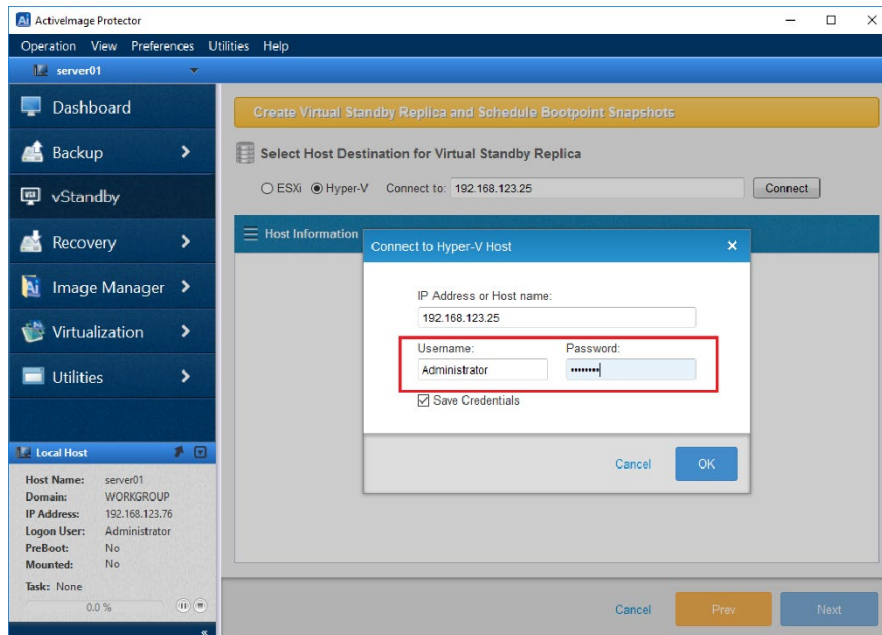 Ai ActiveImage Protector
Operation View Preferences Utilities Help
server01
Dashboard
Backup
vStandby
Recovery
Image Manager
Virtualization
Utilities
Local Host
Host Name: server01
Domain: WORKGROUP
IP Address: 192.168.123.76
Logon User: Administrator
PreBoot: No
Mounted: No
Task: None
0.0 %
Create Virtual Standby Replica and Schedule Bootpoint Snapshots
Select Host Destination for Virtual Standby Replica
ESXi Hyper-V Connect to: 192.168.123.25 Connect
Host Information
Connect to Hyper-V Host
IP Address or Host name:
192.168.123.25
Username: Password:
Administrator ••••••••
Save Credentials
Cancel OK
Cancel Prev Next